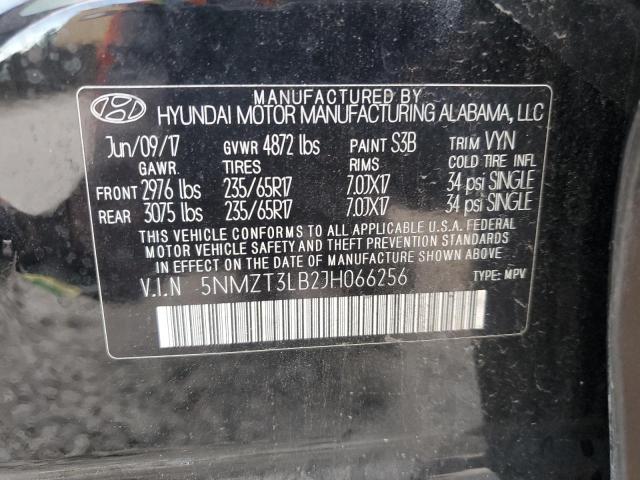 MANUFACTURED BY
HYUNDAI MOTOR MANUFACTURING ALABAMA, LLC
Jun/09/17 GVWR 4872 lbs PAINT S3B TRIM VYN
GAWR. TIRES RIMS COLD TIRE INFL
FRONT 2976 lbs 235/65R17 7.0JX17 34 psi SINGLE
REAR 3075 lbs 235/65R17 7.0JX17 34 psi SINGLE
THIS VEHICLE CONFORMS TO ALL APPLICABLE U.S.A. FEDERAL
MOTOR VEHICLE SAFETY AND THEFT PREVENTION STANDARDS
IN EFFECT ON THE DATE OF MANUFACTURE SHOWN ABOVE.
V.I.N 5NMZT3LB2JH066256 TYPE: MPV